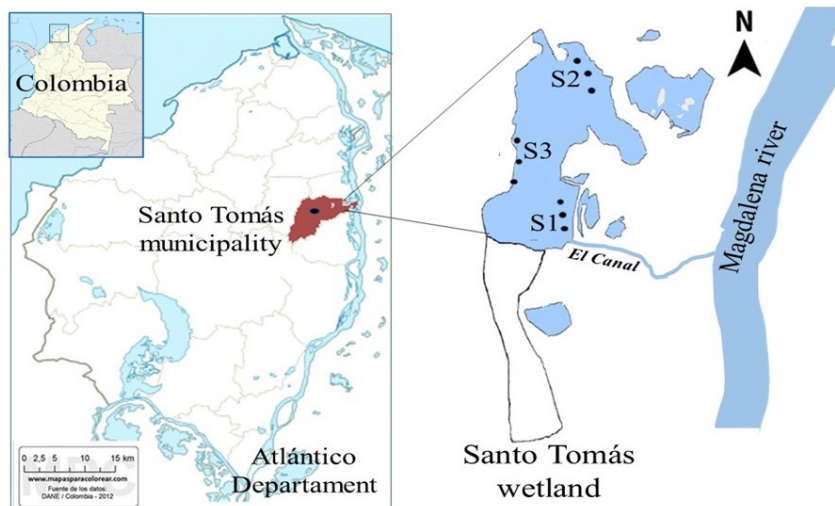 Colombia
Santo Tomás
municipality
Atlántico
Departament
0 2,5 5 10 15 km
www.mapasparacolorear.com
Fuente de los datos:
DANE / Colombia - 2012
N
S2
S3
S1
El Canal
Magdalena river
Santo Tomás
wetland